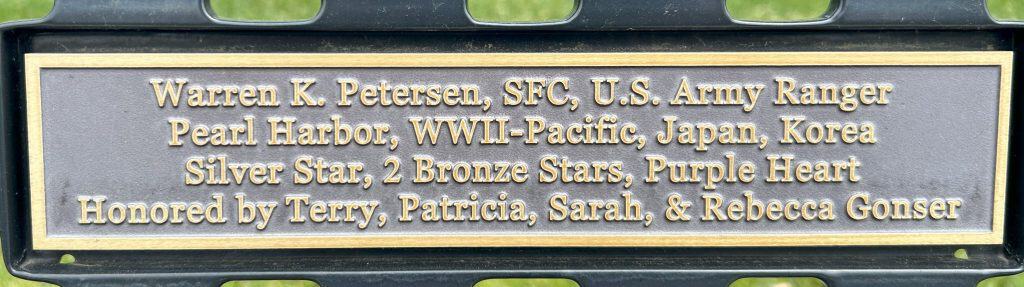 Warren K. Petersen, SFC, U.S. Army Ranger
Pearl Harbor, WWII-Pacific, Japan, Korea
Silver Star, 2 Bronze Stars, Purple Heart
Honored by Terry, Patricia, Sarah, & Rebecca Gonser